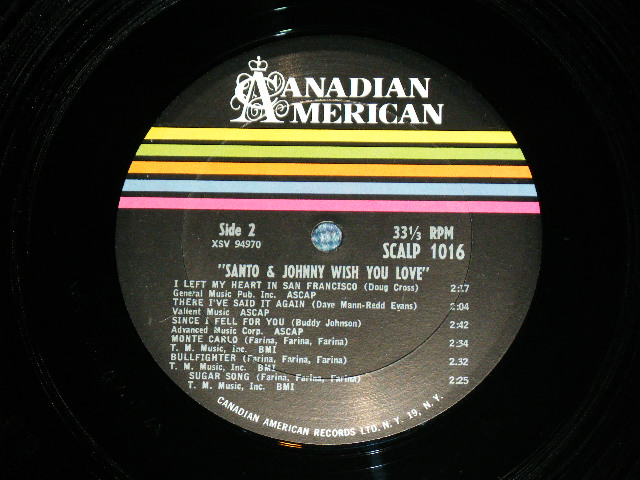 CANADIAN
AMERICAN
Side 2
XSV 94970
33⅓ RPM
SCALP 1016
"SANTO & JOHNNY WISH YOU LOVE"
I LEFT MY HEART IN SAN FRANCISCO (Doug Cross) 2:17
General Music Pub. Inc. ASCAP
THERE I'VE SAID IT AGAIN (Dave Mann-Redd Evans) 2:04
Valient Music ASCAP
SINCE I FELL FOR YOU (Buddy Johnson) 2:42
Advanced Music Corp. ASCAP
MONTE CARLO (Farina, Farina, Farina) 2:34
T. M. Music, Inc. BMI
BULLFIGHTER (Farina, Farina, Farina) 2.32
T. M. Music, Inc. BMI
SUGAR SONG (Farina, Farina, Farina) 2:25
T. M. Music, Inc. BMI
CANADIAN AMERICAN RECORDS LTD. N.Y. 19, N.Y.